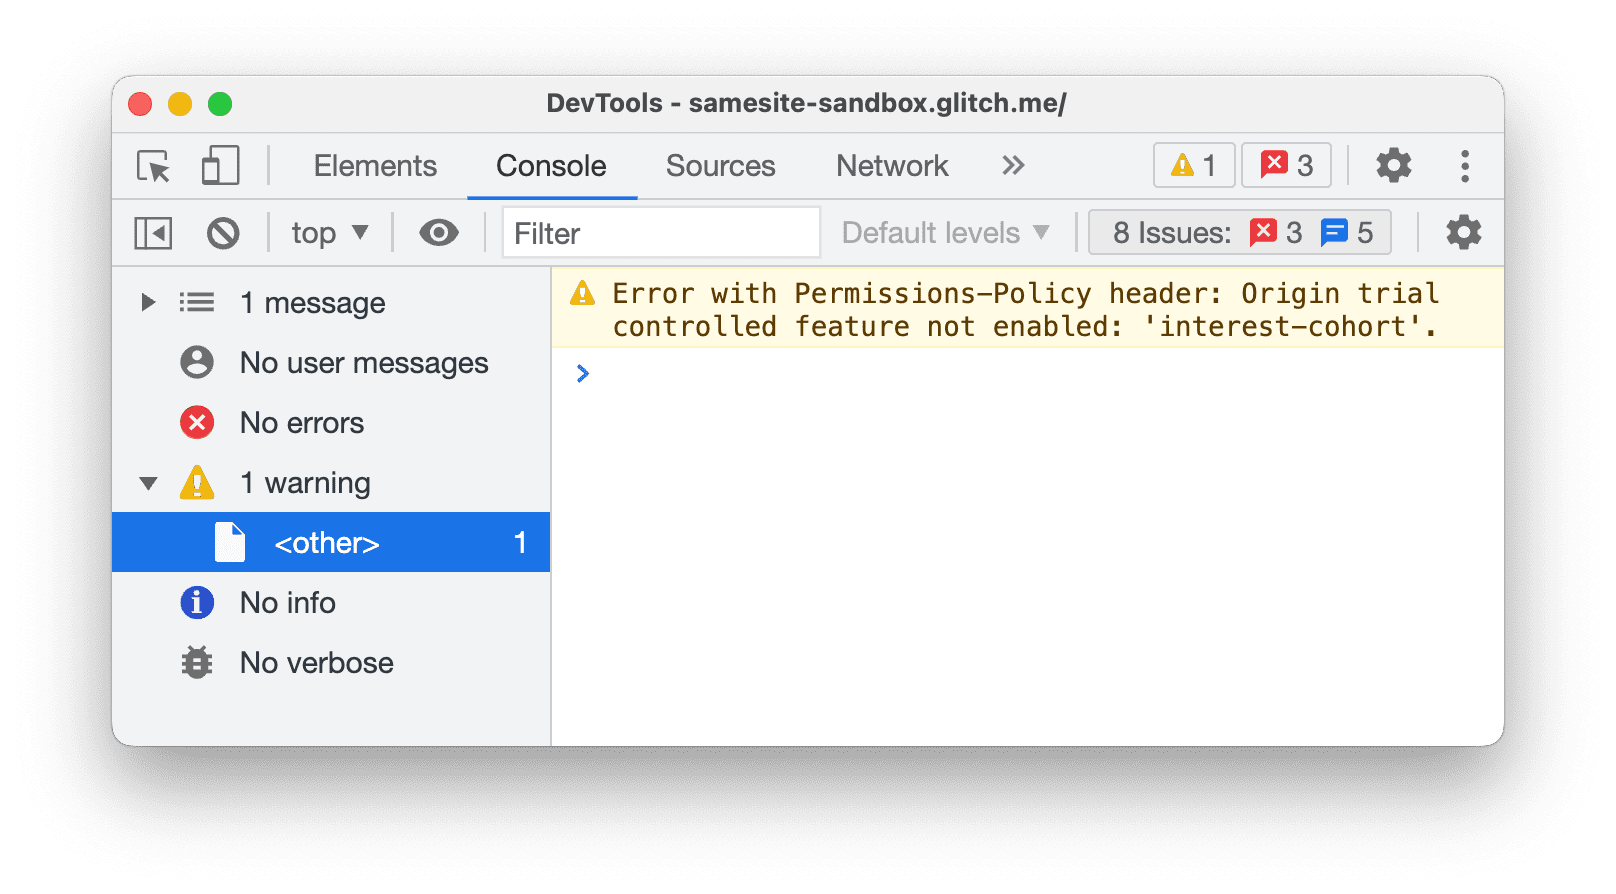 DevTools - samesite-sandbox.glitch.me/
Elements Console Sources Network 1 3
top Filter Default levels 8 Issues: 3 5
1 message
No user messages
No errors
1 warning
<other> 1
No info
No verbose
Error with Permissions-Policy header: Origin trial
controlled feature not enabled: 'interest-cohort'.